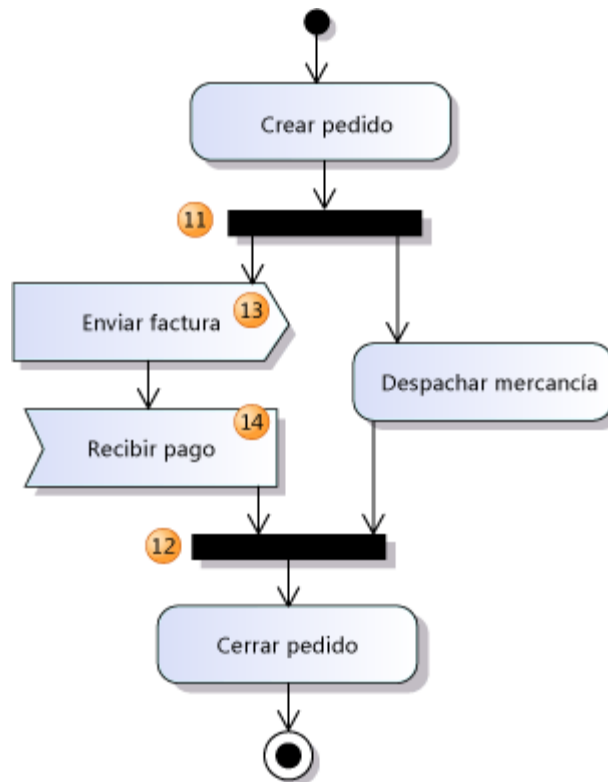 Crear pedido
11
13
Enviar factura
Despachar mercancía
14
Recibir pago
12
Cerrar pedido